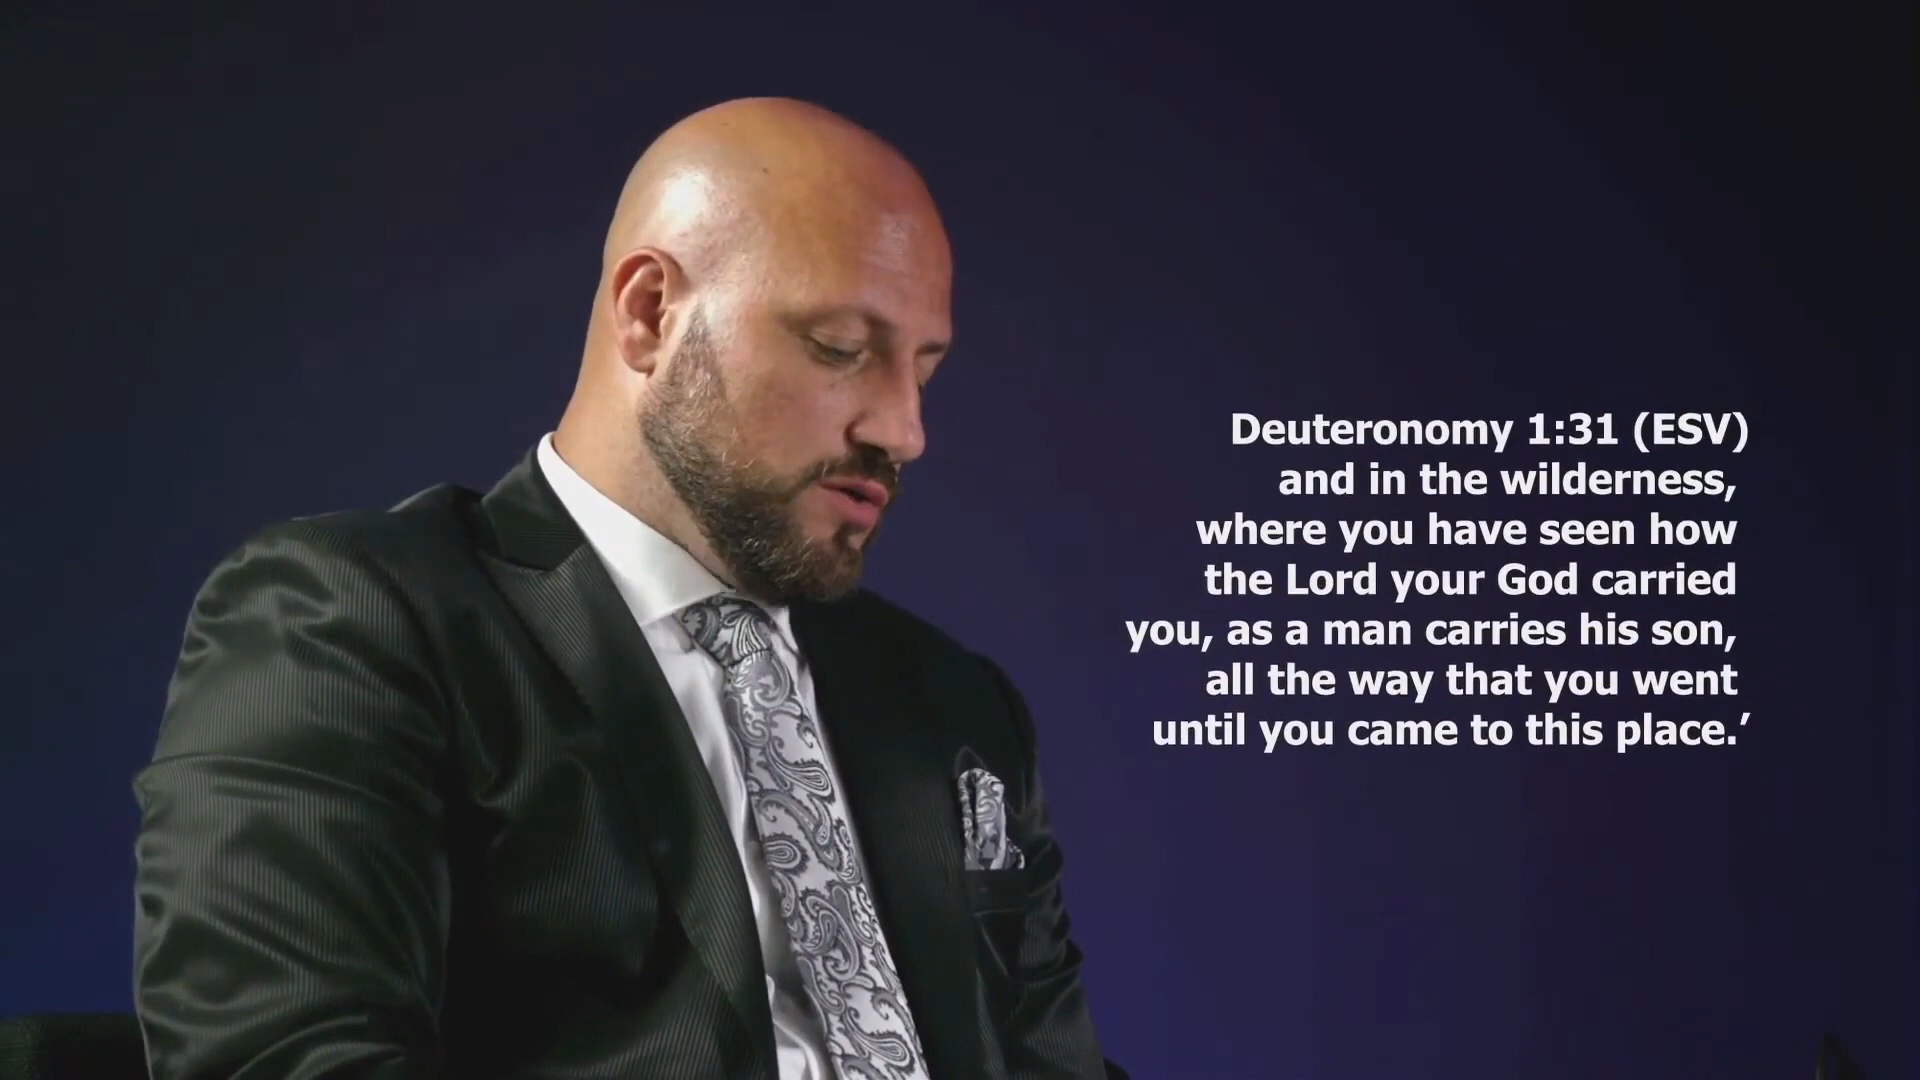 Deuteronomy 1:31 (ESV)
and in the wilderness,
where you have seen how
the Lord your God carried
you, as a man carries his son,
all the way that you went
until you came to this place.’